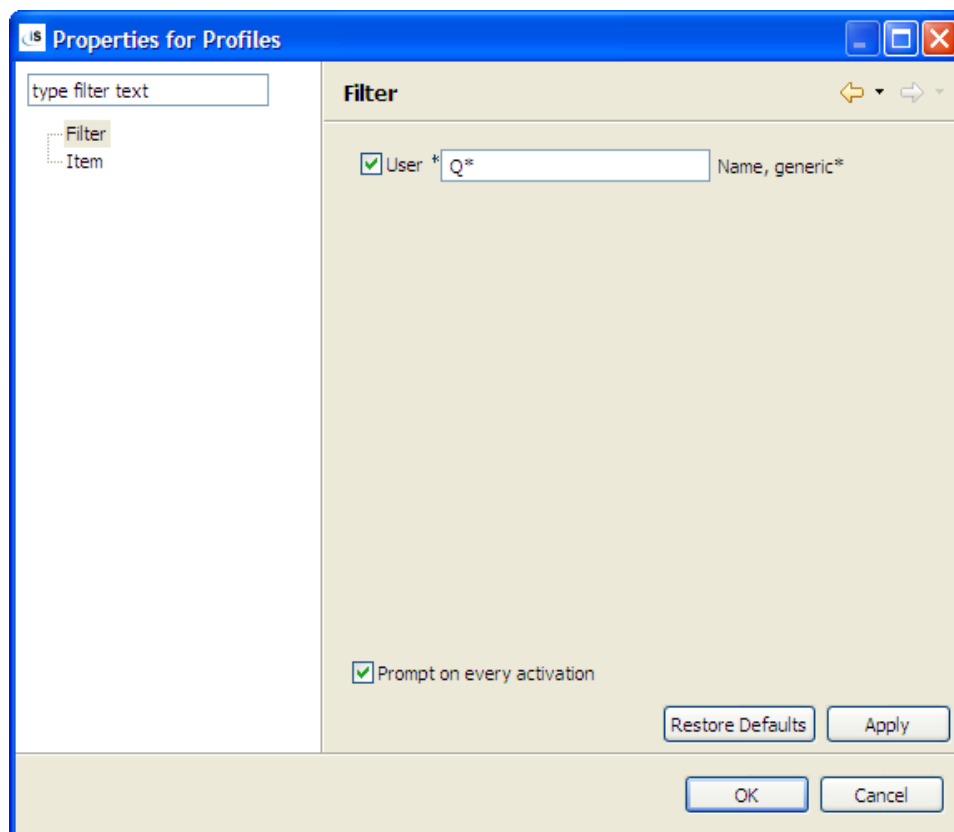 iS Properties for Profiles
type filter text
Filter
Item
Filter
User * Q* Name, generic*
Prompt on every activation
Restore Defaults Apply
OK Cancel